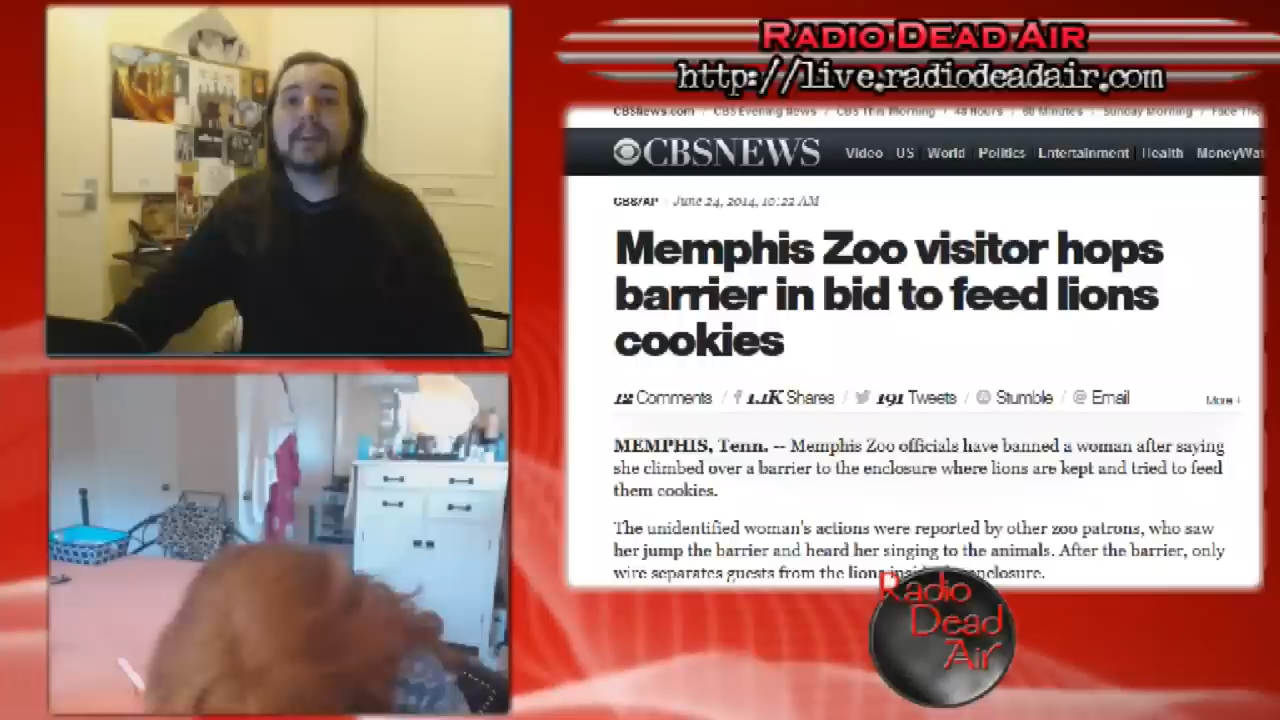 Radio Dead Air
http://live.radiodeadair.com
CBSNews.com / CBS Evening News / CBS This Morning / 48 Hours / 60 Minutes / Sunday Morning / Face The
CBSNEWS Video US World Politics Entertainment Health MoneyWat
CBS/AP June 24, 2014, 10:22 AM
Memphis Zoo visitor hops
barrier in bid to feed lions
cookies
12 Comments / f 1.1K Shares / 191 Tweets / Stumble / @ Email More +
MEMPHIS, Tenn. -- Memphis Zoo officials have banned a woman after saying
she climbed over a barrier to the enclosure where lions are kept and tried to feed
them cookies.
The unidentified woman's actions were reported by other zoo patrons, who saw
her jump the barrier and heard her singing to the animals. After the barrier, only
wire separates guests from the lions enclosure.
Radio
Dead
Air